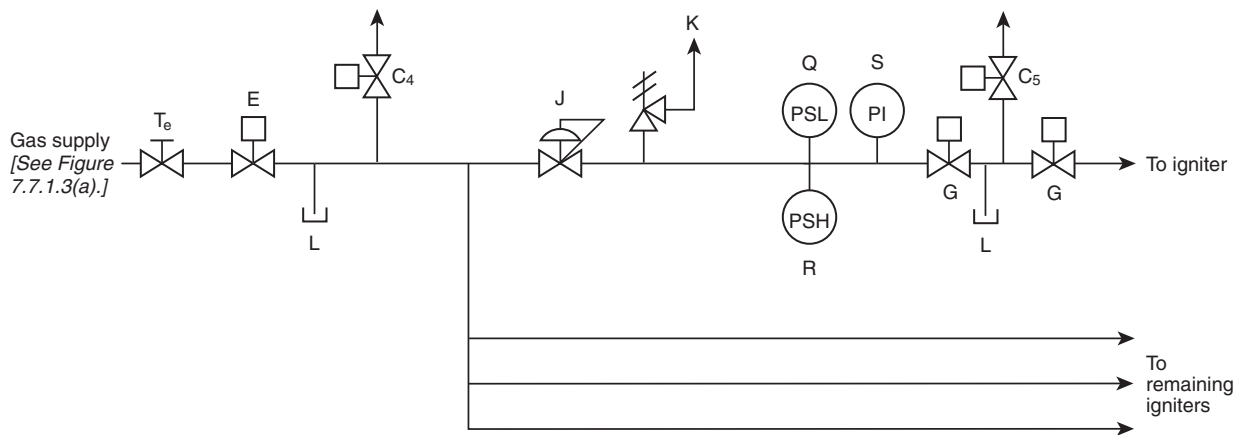 K
C₄
Q
S
C₅
E
J
Tₑ
PSL
PI
Gas supply
[See Figure
7.7.1.3(a).]
To igniter
G
G
PSH
L
L
R
To
remaining
igniters